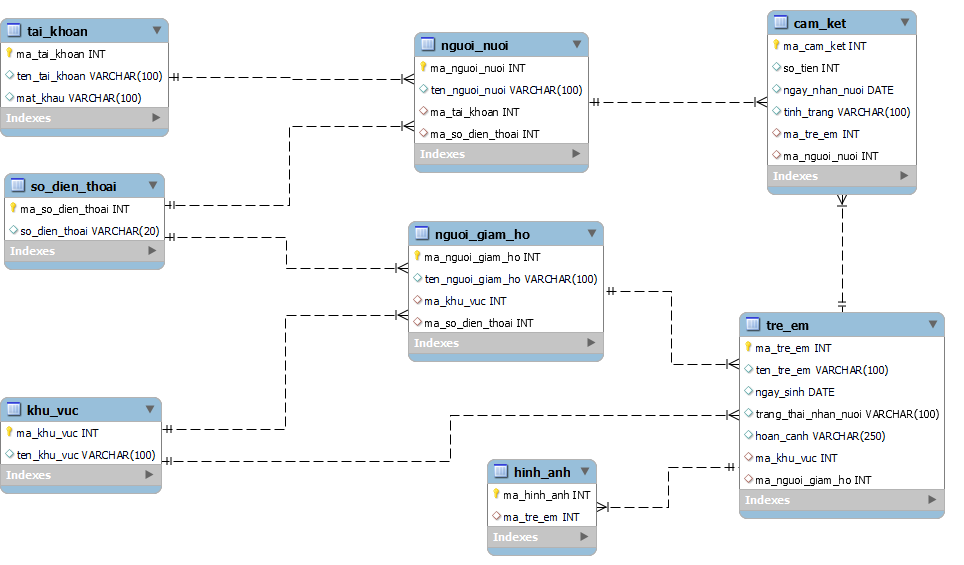 tai_khoan
ma_tai_khoan INT
ten_tai_khoan VARCHAR(100)
mat_khau VARCHAR(100)
Indexes
nguoi_nuoi
ma_nguoi_nuoi INT
ten_nguoi_nuoi VARCHAR(100)
ma_tai_khoan INT
ma_so_dien_thoai INT
Indexes
cam_ket
ma_cam_ket INT
so_tien INT
ngay_nhan_nuoi DATE
tinh_trang VARCHAR(100)
ma_tre_em INT
ma_nguoi_nuoi INT
Indexes
so_dien_thoai
ma_so_dien_thoai INT
so_dien_thoai VARCHAR(20)
Indexes
nguoi_giam_ho
ma_nguoi_giam_ho INT
ten_nguoi_giam_ho VARCHAR(100)
ma_khu_vuc INT
ma_so_dien_thoai INT
Indexes
tre_em
ma_tre_em INT
ten_tre_em VARCHAR(100)
ngay_sinh DATE
trang_thai_nhan_nuoi VARCHAR(100)
hoan_canh VARCHAR(250)
ma_khu_vuc INT
ma_nguoi_giam_ho INT
Indexes
khu_vuc
ma_khu_vuc INT
ten_khu_vuc VARCHAR(100)
Indexes
hinh_anh
ma_hinh_anh INT
ma_tre_em INT
Indexes